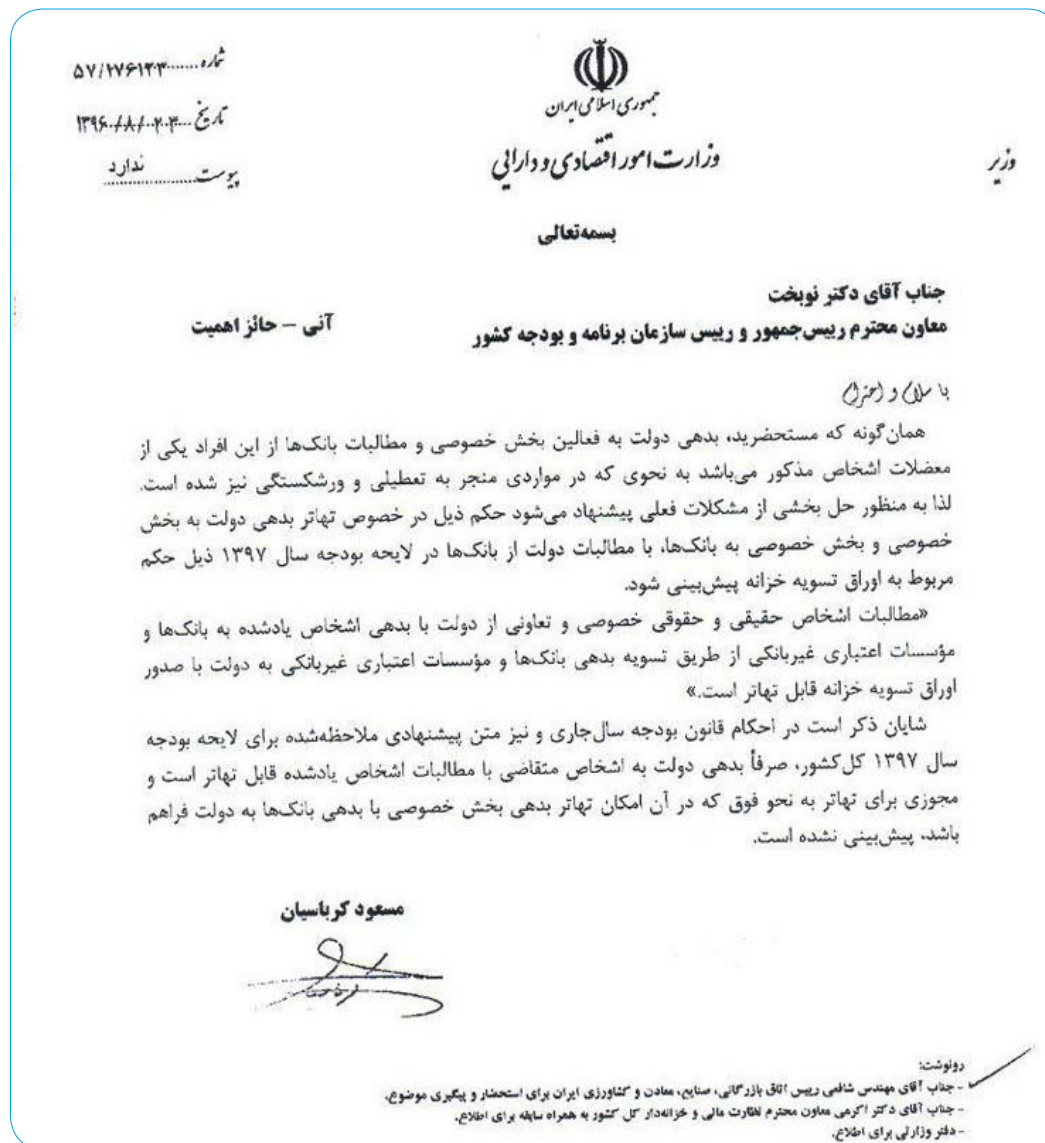 شماره ۵۷/۲۷۶۱۲۳
تاریخ ۱۳۹۶/۸/۲۰۳
پیوست ندارد
جمهوری اسلامی ایران
وزارت امور اقتصادی و دارایی
وزیر
بسمه‌تعالی
جناب آقای دکتر نوبخت
معاون محترم رییس‌جمهور و رییس سازمان برنامه و بودجه کشور
آنی – حائز اهمیت
با سلام و احترام
همان‌گونه که مستحضرید، بدهی دولت به فعالین بخش خصوصی و مطالبات بانک‌ها از این افراد یکی از
معضلات اشخاص مذکور می‌باشد به نحوی که در مواردی منجر به تعطیلی و ورشکستگی نیز شده است.
لذا به منظور حل بخشی از مشکلات فعلی پیشنهاد می‌شود حکم ذیل در خصوص تهاتر بدهی دولت به بخش
خصوصی و بخش خصوصی به بانک‌ها، با مطالبات دولت از بانک‌ها در لایحه بودجه سال ۱۳۹۷ ذیل حکم
مربوط به اوراق تسویه خزانه پیش‌بینی شود.
«مطالبات اشخاص حقیقی و حقوقی خصوصی و تعاونی از دولت با بدهی اشخاص یادشده به بانک‌ها و
مؤسسات اعتباری غیربانکی از طریق تسویه بدهی بانک‌ها و مؤسسات اعتباری غیربانکی به دولت با صدور
اوراق تسویه خزانه قابل تهاتر است.»
شایان ذکر است در احکام قانون بودجه سال‌جاری و نیز متن پیشنهادی ملاحظه‌شده برای لایحه بودجه
سال ۱۳۹۷ کل‌کشور، صرفاً بدهی دولت به اشخاص متقاضی با مطالبات اشخاص یادشده قابل تهاتر است و
مجوزی برای تهاتر به نحو فوق که در آن امکان تهاتر بدهی بخش خصوصی با بدهی بانک‌ها به دولت فراهم
باشد، پیش‌بینی نشده است.
مسعود کرباسیان
رونوشت:
- جناب آقای مهندس شافعی رییس اتاق بازرگانی، صنایع، معادن و کشاورزی ایران برای استحضار و پیگیری موضوع.
- جناب آقای دکتر اکرمی معاون محترم نظارت مالی و خزانه‌دار کل کشور به همراه سابقه برای اطلاع.
- دفتر وزارتی برای اطلاع.